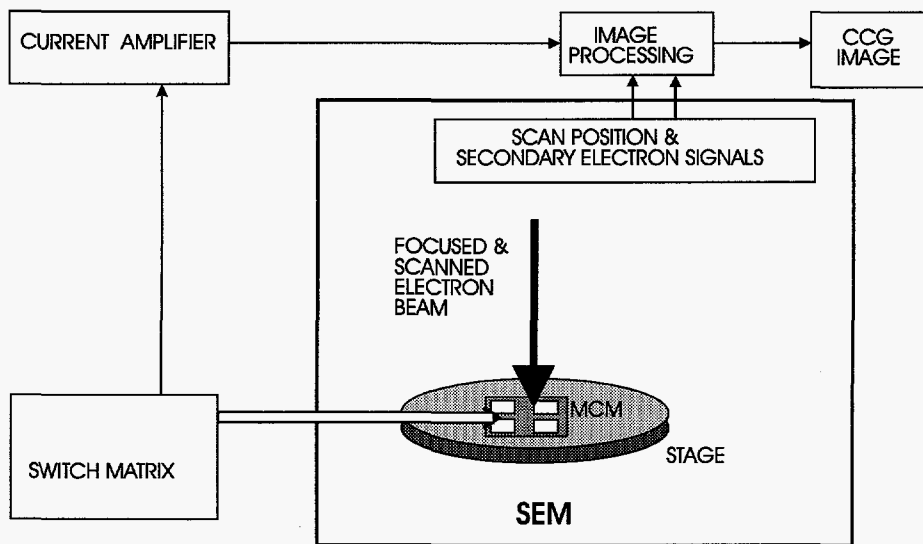 CURRENT AMPLIFIER
IMAGE
PROCESSING
CCG
IMAGE
SCAN POSITION &
SECONDARY ELECTRON SIGNALS
FOCUSED &
SCANNED
ELECTRON
BEAM
MCM
STAGE
SWITCH MATRIX
SEM